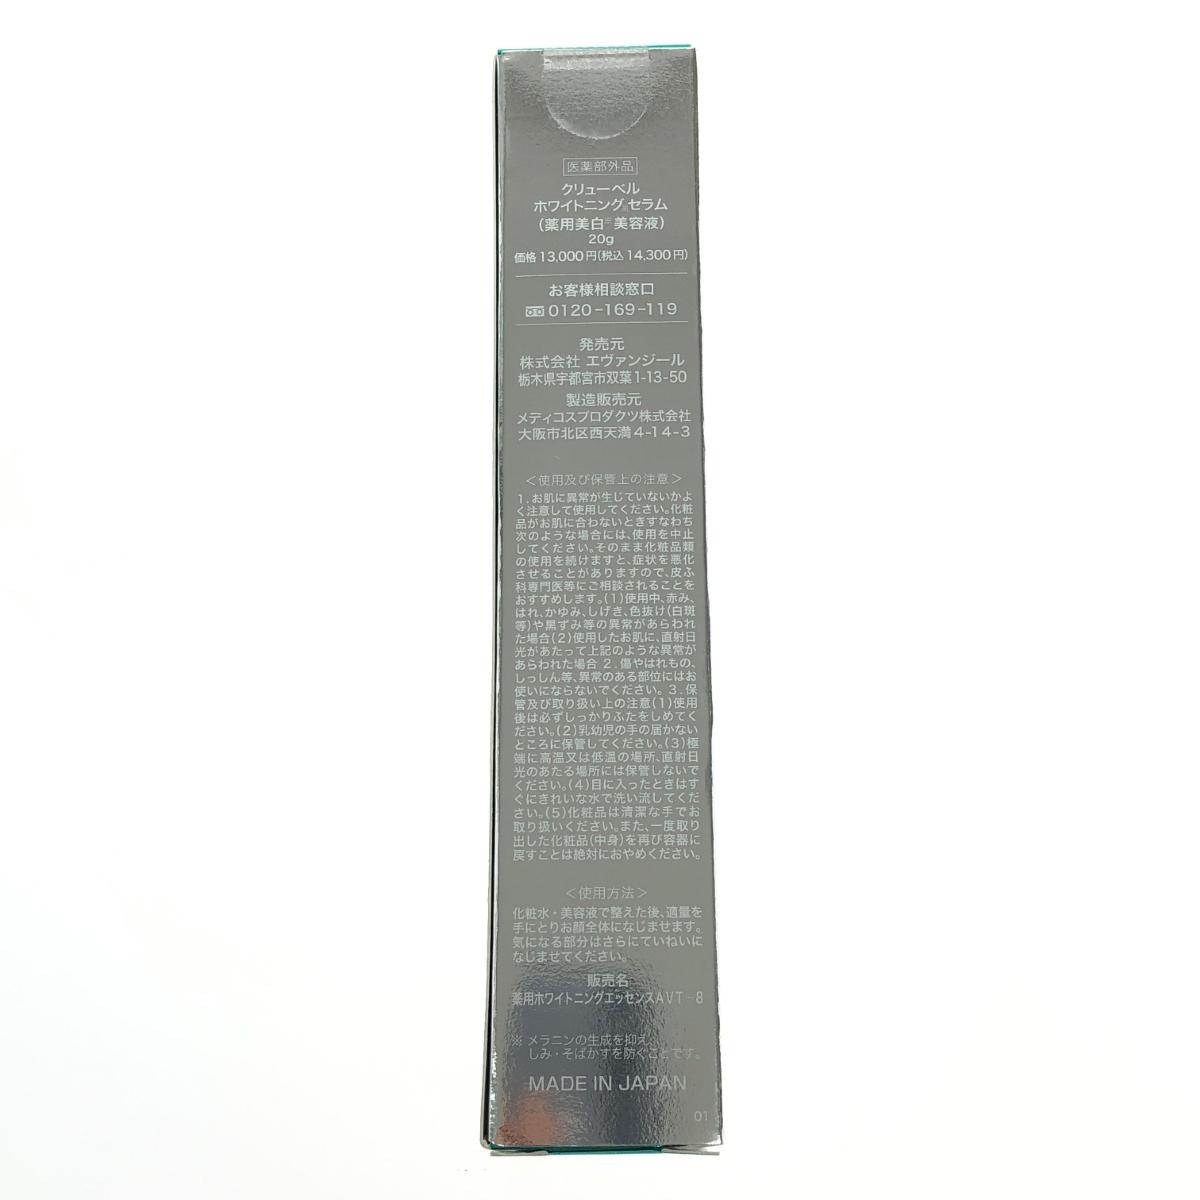 医薬部外品
クリューベル
ホワイトニング※セラム
(薬用美白※美容液)
20g
価格13,000円(税込14,300円)
お客様相談窓口
0120-169-119
発売元
株式会社 エヴァンジール
栃木県宇都宮市双葉1-13-50
製造販売元
メディコスプロダクツ株式会社
大阪市北区西天満4-14-3
<使用及び保管上の注意>
1.お肌に異常が生じていないかよ
く注意して使用してください。化粧
品がお肌に合わないときすなわち
次のような場合には、使用を中止
してください。そのまま化粧品類
の使用を続けますと、症状を悪化
させることがありますので、皮ふ
科専門医等にご相談されることを
おすすめします。(1)使用中、赤み、
はれ、かゆみ、しげき、色抜け(白斑
等)や黒ずみ等の異常があらわれ
た場合(2)使用したお肌に、直射日
光があたって上記のような異常が
あらわれた場合 2.傷やはれもの、
しっしん等、異常のある部位にはお
使いにならないでください。3.保
管及び取り扱い上の注意(1)使用
後は必ずしっかりふたをしめてく
ださい。(2)乳幼児の手の届かない
ところに保管してください。(3)極
端に高温又は低温の場所、直射日
光のあたる場所には保管しないで
ください。(4)目に入ったときはす
ぐにきれいな水で洗い流してくだ
さい。(5)化粧品は清潔な手でお
取り扱いください。また、一度取り
出した化粧品(中身)を再び容器に
戻すことは絶対におやめください。
<使用方法>
化粧水・美容液で整えた後、適量を
手にとりお顔全体になじませます。
気になる部分はさらにていねいに
なじませてください。
販売名
薬用ホワイトニングエッセンスAVT-8
※ メラニンの生成を抑え、
しみ・そばかすを防ぐことです。
MADE IN JAPAN
01